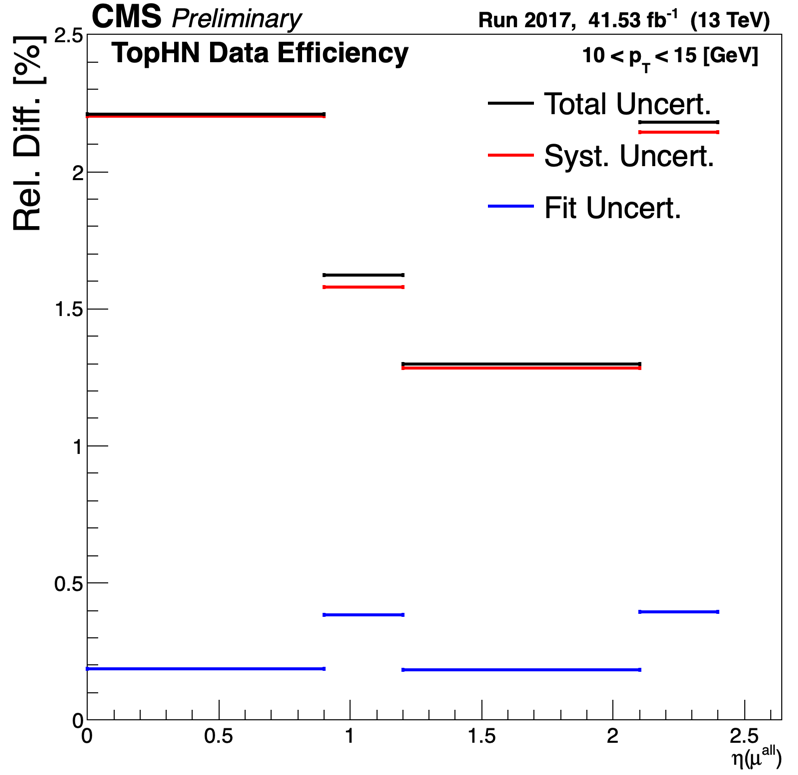 CMS Preliminary Run 2017, 41.53 fb⁻¹ (13 TeV)
TopHN Data Efficiency 10 < p_T < 15 [GeV]
Rel. Diff. [%]
Total Uncert.
Syst. Uncert.
Fit Uncert.
2.5
2
1.5
1
0.5
0
0 0.5 1 1.5 2 2.5
η(μ^all)